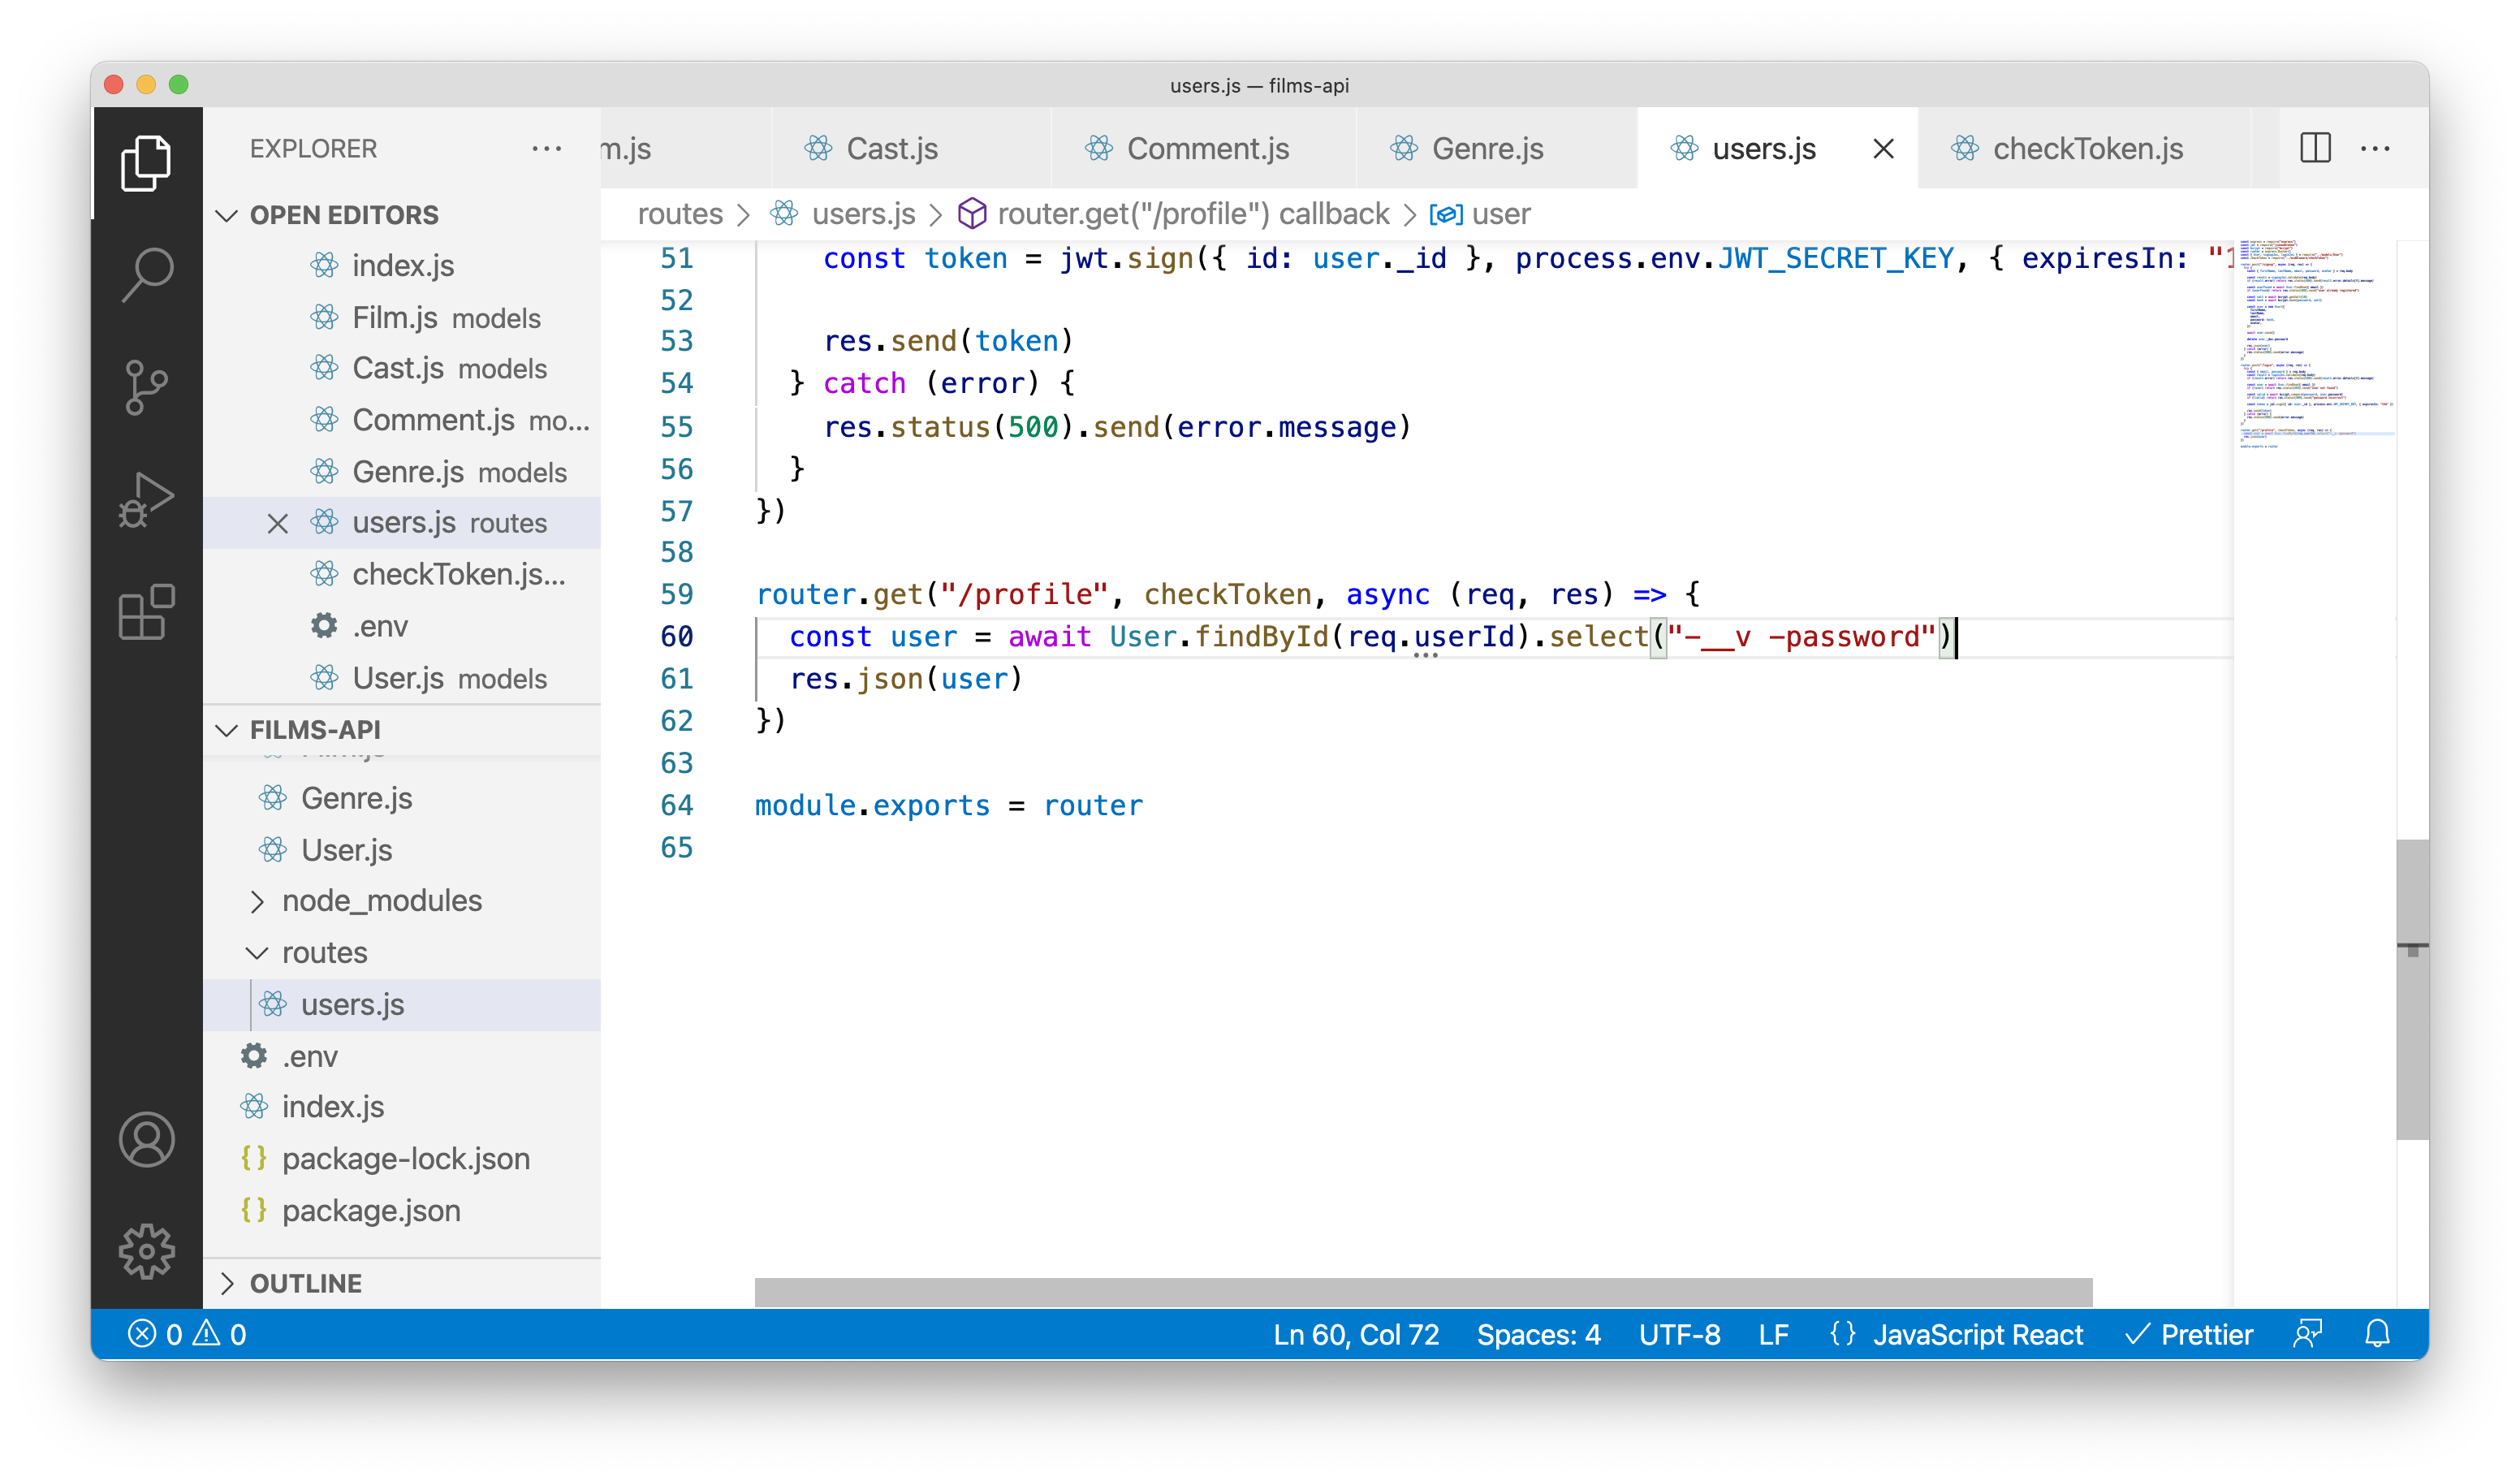 users.js — films-api
EXPLORER
m.js
Cast.js
Comment.js
Genre.js
users.js
checkToken.js
routes > users.js > router.get("/profile") callback > user
OPEN EDITORS
index.js
Film.js models
Cast.js models
Comment.js mo...
Genre.js models
users.js routes
checkToken.js...
.env
User.js models
FILMS-API
Genre.js
User.js
node_modules
routes
users.js
.env
index.js
package-lock.json
package.json
OUTLINE
51 const token = jwt.sign({ id: user._id }, process.env.JWT_SECRET_KEY, { expiresIn: "1
52
53 res.send(token)
54 } catch (error) {
55 res.status(500).send(error.message)
56 }
57 })
58
59 router.get("/profile", checkToken, async (req, res) => {
60 const user = await User.findById(req.userId).select("-__v -password")
61 res.json(user)
62 })
63
64 module.exports = router
65
0 0
Ln 60, Col 72
Spaces: 4
UTF-8
LF
{} JavaScript React
Prettier